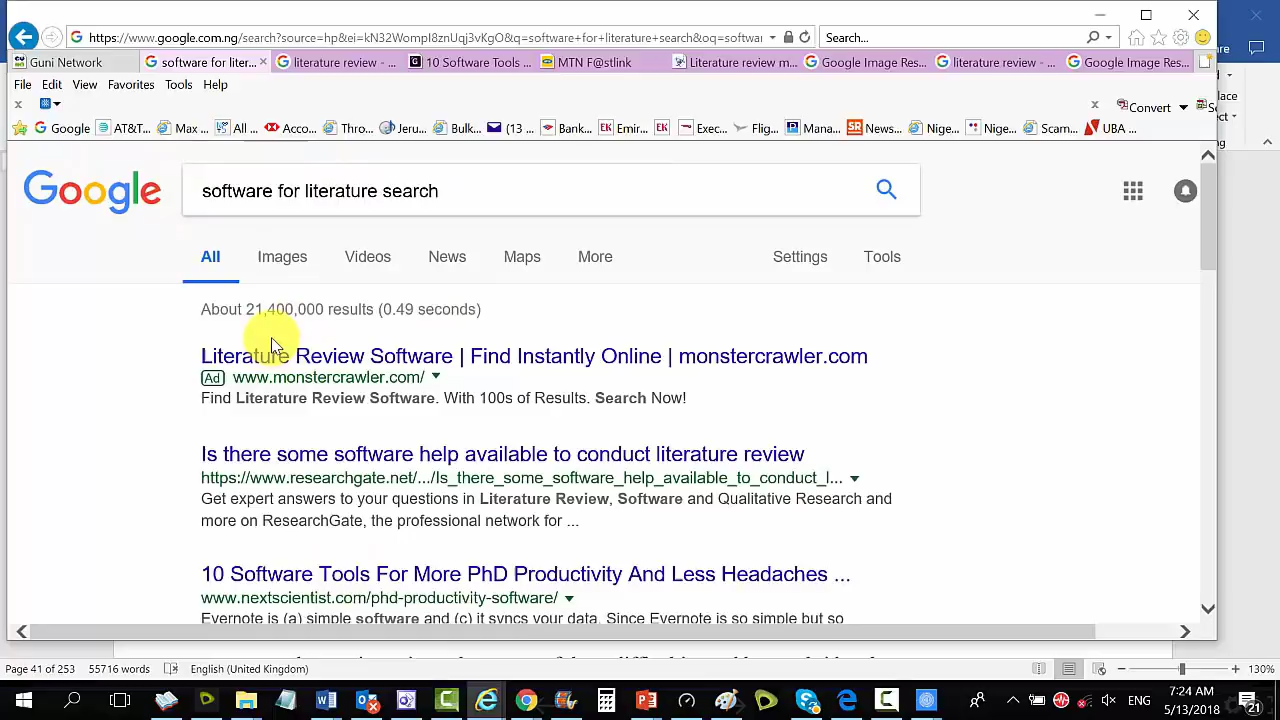 https://www.google.com.ng/search?source=hp&ei=kN32WompI8znUqj3vKgO&q=software+for+literature+search&oq=softwa
Search...
Guni Network
software for liter...
literature review - ...
10 Software Tools ...
MTN F@stlink
Literature review m...
Google Image Res...
literature review - ...
Google Image Res...
File Edit View Favorites Tools Help
Convert
Google AT&T... Max ... All ... Acco... Thro... Jeru... Bulk... (13 ... Bank... EK Emir... EK Exec... Flig... Mana... SR News... Nige... Nige... Scam... UBA ...
Google
software for literature search
All Images Videos News Maps More Settings Tools
About 21,400,000 results (0.49 seconds)
Literature Review Software | Find Instantly Online | monstercrawler.com
Ad www.monstercrawler.com/
Find Literature Review Software. With 100s of Results. Search Now!
Is there some software help available to conduct literature review
https://www.researchgate.net/.../Is_there_some_software_help_available_to_conduct_l...
Get expert answers to your questions in Literature Review, Software and Qualitative Research and
more on ResearchGate, the professional network for ...
10 Software Tools For More PhD Productivity And Less Headaches ...
www.nextscientist.com/phd-productivity-software/
Evernote is (a) simple software and (c) it syncs your data. Since Evernote is so simple but so
Page 41 of 253 55716 words English (United Kingdom) 130%
ENG
7:24 AM
5/13/2018
21